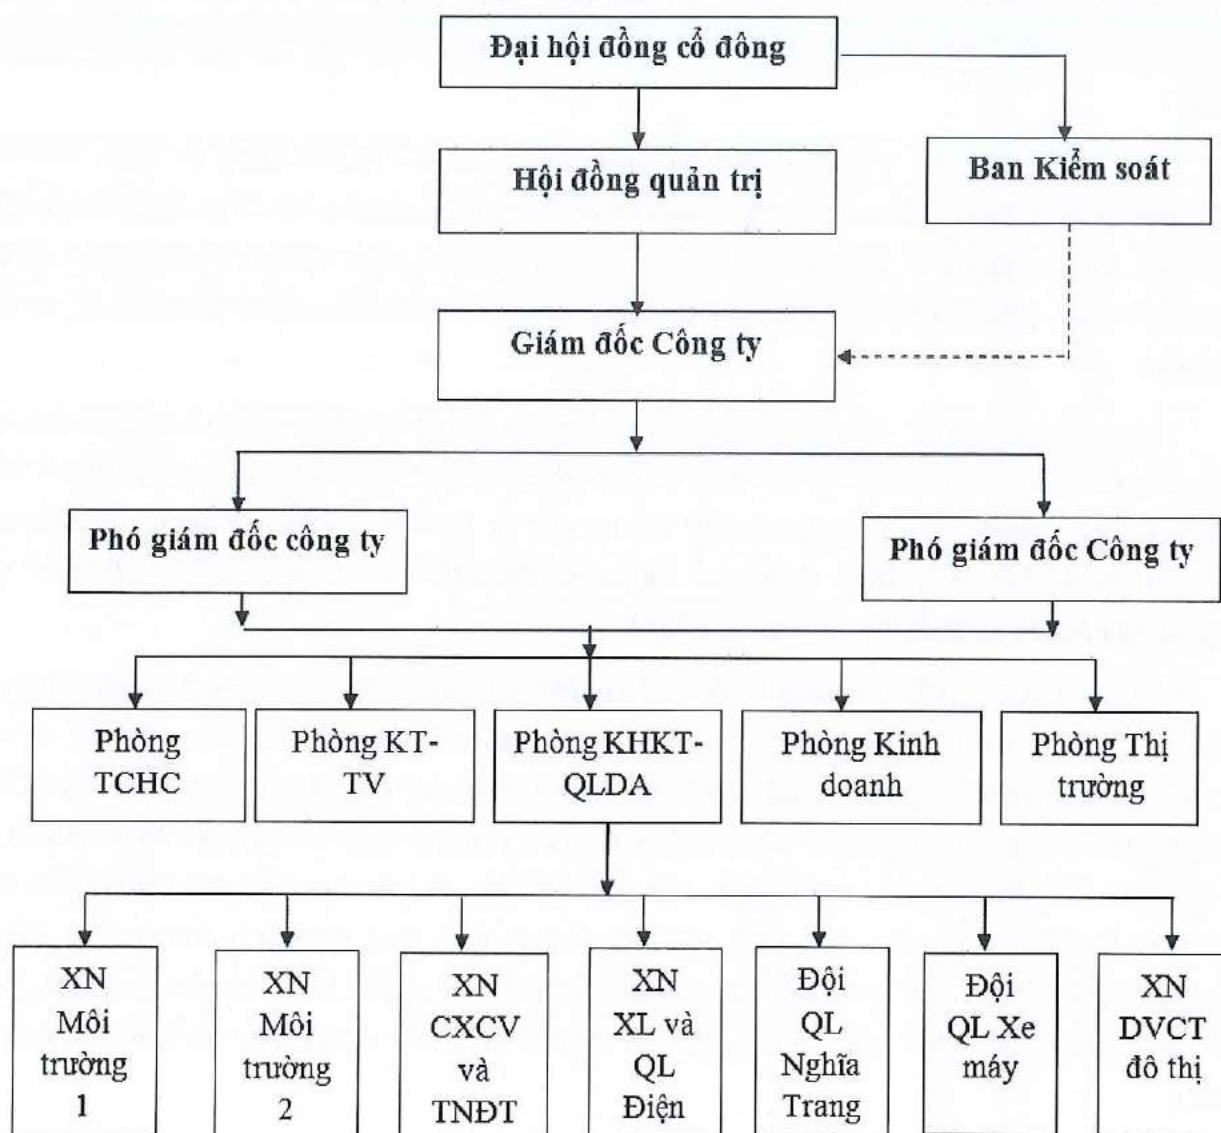 Đại hội đồng cổ đông
Hội đồng quản trị
Ban Kiểm soát
Giám đốc Công ty
Phó giám đốc công ty
Phó giám đốc Công ty
Phòng
TCHC
Phòng KT-
TV
Phòng KHKT-
QLDA
Phòng Kinh
doanh
Phòng Thị
trường
XN
Môi
trường
1
XN
Môi
trường
2
XN
CXCV
và
TNĐT
XN
XL và
QL
Điện
Đội
QL
Nghĩa
Trang
Đội
QL Xe
máy
XN
DVCT
đô thị